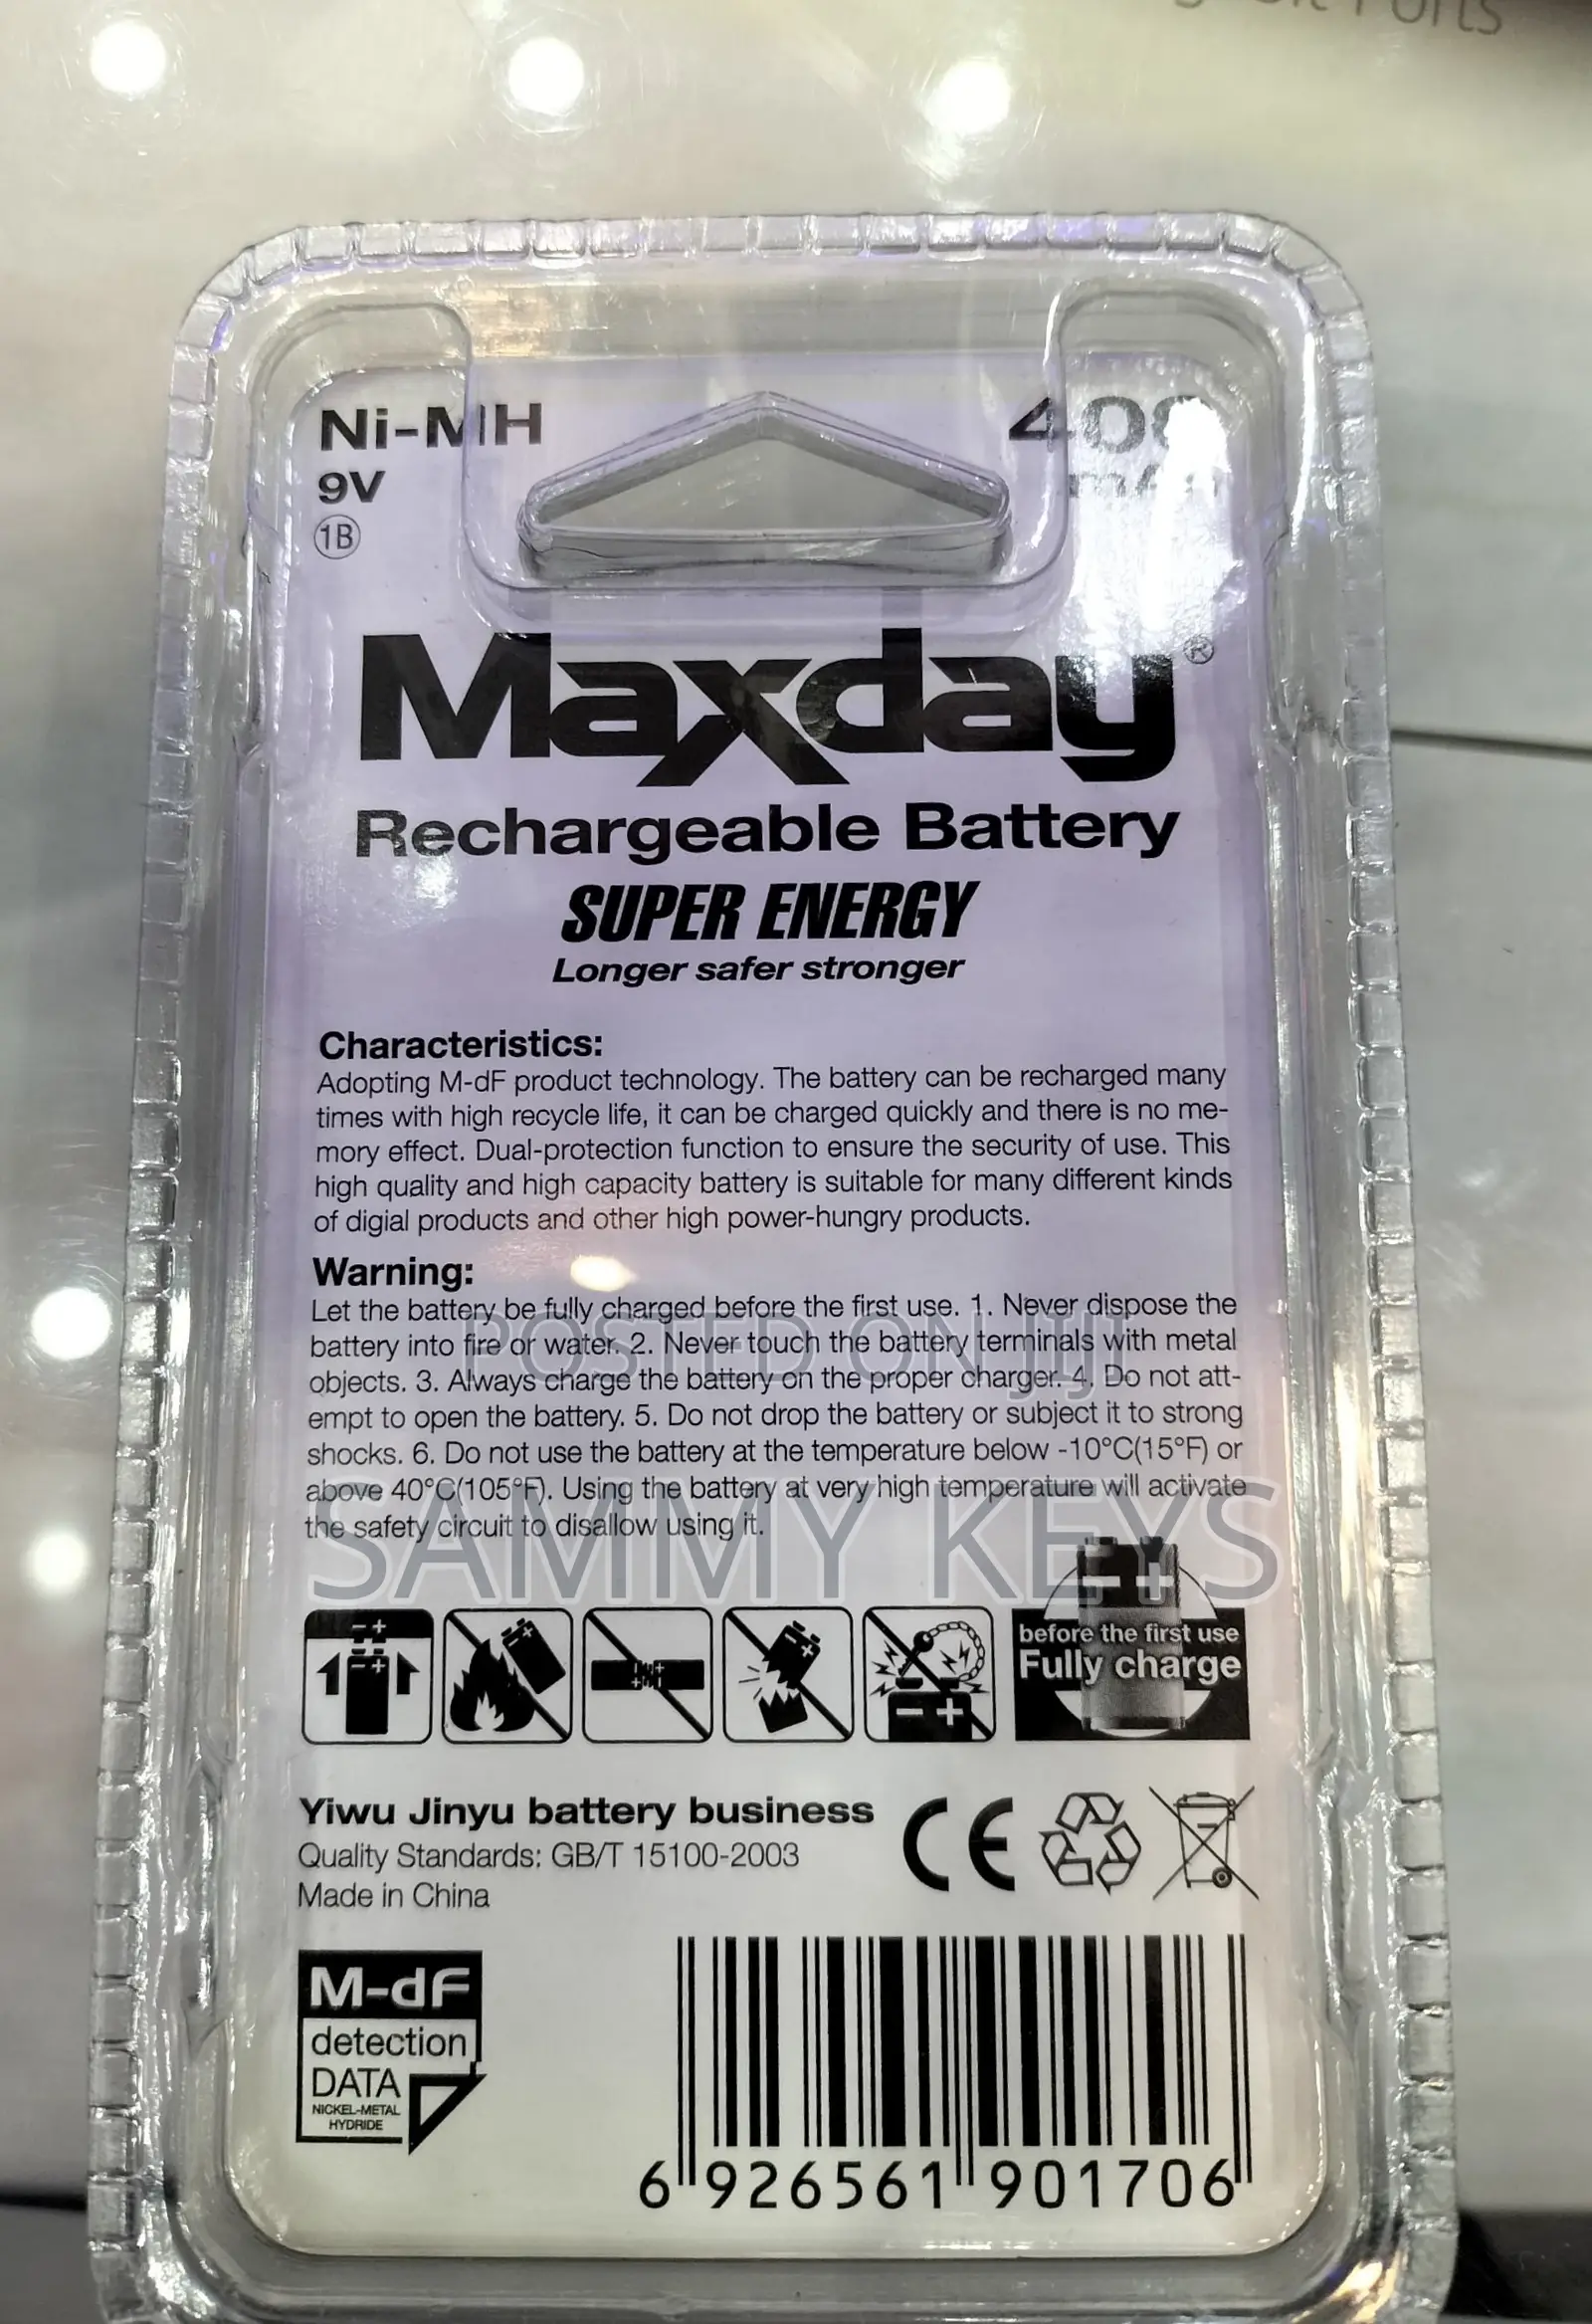 Ni-MH
9V
1B
Maxday®
Rechargeable Battery
SUPER ENERGY
Longer safer stronger
Characteristics:
Adopting M-dF product technology. The battery can be recharged many
times with high recycle life, it can be charged quickly and there is no me-
mory effect. Dual-protection function to ensure the security of use. This
high quality and high capacity battery is suitable for many different kinds
of digial products and other high power-hungry products.
Warning:
Let the battery be fully charged before the first use. 1. Never dispose the
battery into fire or water. 2. Never touch the battery terminals with metal
objects. 3. Always charge the battery on the proper charger. 4. Do not att-
empt to open the battery. 5. Do not drop the battery or subject it to strong
shocks. 6. Do not use the battery at the temperature below -10°C(15°F) or
above 40°C(105°F). Using the battery at very high temperature will activate
the safety circuit to disallow using it.
POSTED ON JIJI
SAMMY KEYS
before the first use
Fully charge
Yiwu Jinyu battery business
Quality Standards: GB/T 15100-2003
Made in China
CE
M-dF
detection
DATA
NICKEL-METAL
HYDRIDE
6 926561 901706